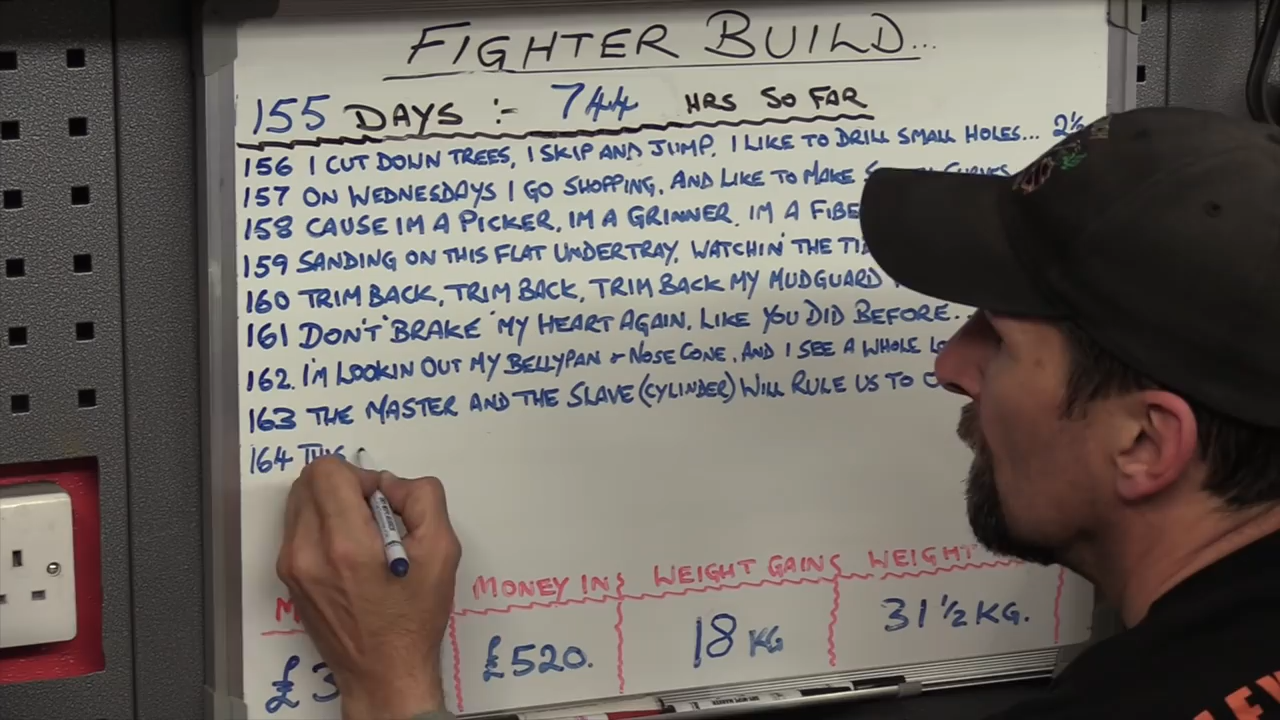 FIGHTER BUILD...
155 DAYS :- 744 HRS SO FAR
156 I CUT DOWN TREES, I SKIP AND JUMP, I LIKE TO DRILL SMALL HOLES...
157 ON WEDNESDAYS I GO SHOPPING, AND LIKE TO MAKE
158 CAUSE IM A PICKER, IM A GRINNER. IM A
159 SANDING ON THIS FLAT UNDERTRAY, WATCHIN' THE
160 TRIM BACK, TRIM BACK, TRIM BACK MY MUDGUARD
161 DON'T 'BRAKE' MY HEART AGAIN. LIKE YOU DID BEFORE..
162. I'M LOOKIN OUT MY BELLYPAN & NOSE CONE, AND I SEE A WHOLE
163 THE MASTER AND THE SLAVE (CYLINDER) WILL RULE US TO
164 THIS
MONEY IN WEIGHT GAINS WEIGHT
£520. 18 KG 31 ½ KG.